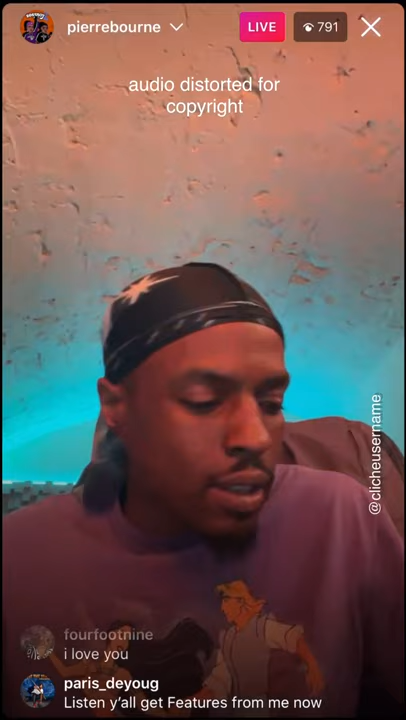 pierrebourne
LIVE
791
audio distorted for
copyright
@clicheusername
fourfootnine
i love you
paris_deyoug
Listen y'all get Features from me now